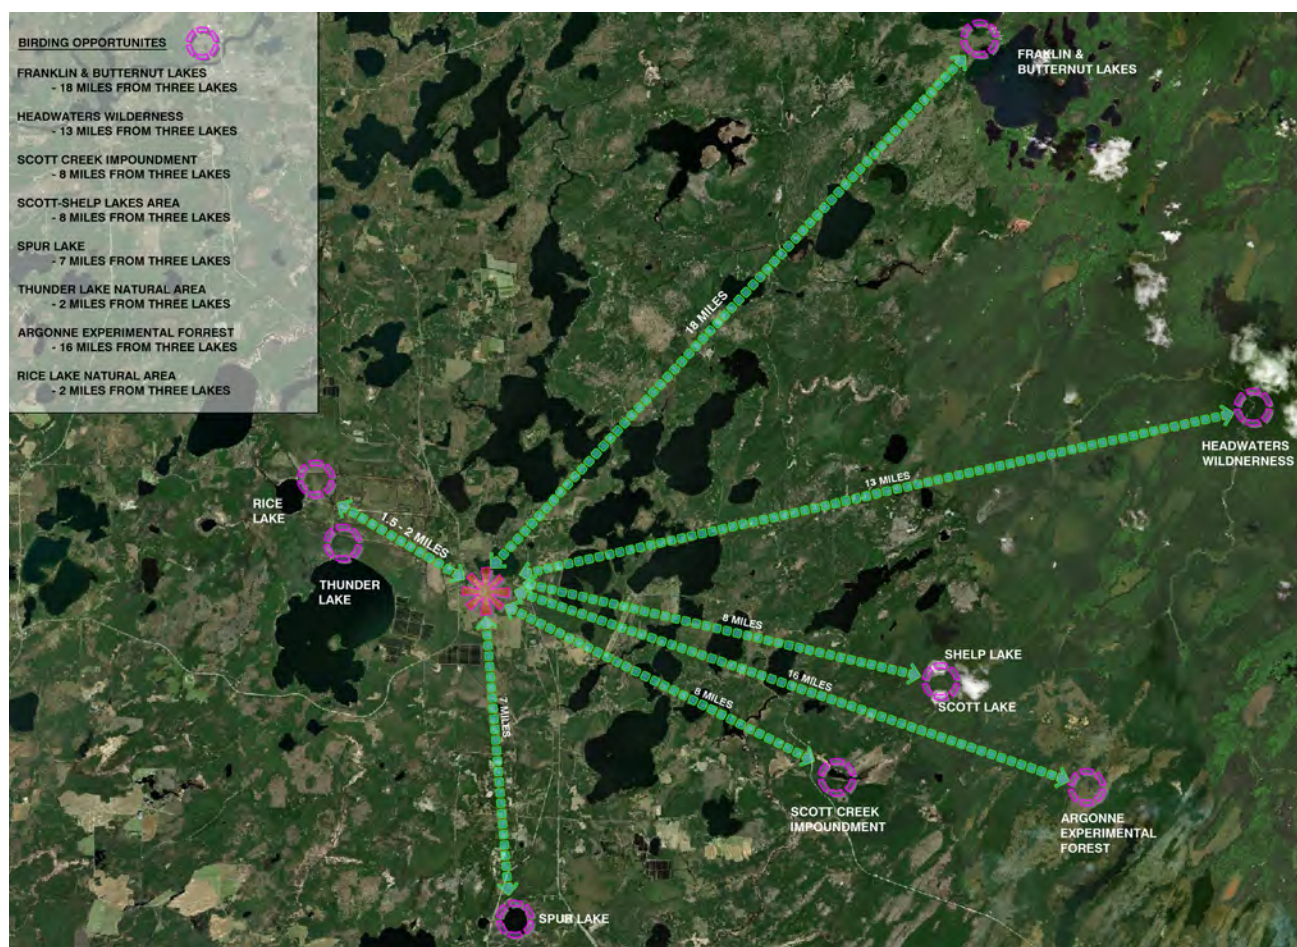 BIRDING OPPORTUNITES
FRANKLIN & BUTTERNUT LAKES
- 18 MILES FROM THREE LAKES
HEADWATERS WILDERNESS
- 13 MILES FROM THREE LAKES
SCOTT CREEK IMPOUNDMENT
- 8 MILES FROM THREE LAKES
SCOTT-SHELP LAKES AREA
- 8 MILES FROM THREE LAKES
SPUR LAKE
- 7 MILES FROM THREE LAKES
THUNDER LAKE NATURAL AREA
- 2 MILES FROM THREE LAKES
ARGONNE EXPERIMENTAL FORREST
- 16 MILES FROM THREE LAKES
RICE LAKE NATURAL AREA
- 2 MILES FROM THREE LAKES
FRAKLIN &
BUTTERNUT LAKES
18 MILES
HEADWATERS
WILDNERNESS
13 MILES
RICE
LAKE
1.5 - 2 MILES
THUNDER
LAKE
8 MILES
SHELP LAKE
SCOTT LAKE
16 MILES
8 MILES
7 MILES
SCOTT CREEK
IMPOUNDMENT
ARGONNE
EXPERIMENTAL
FOREST
SPUR LAKE